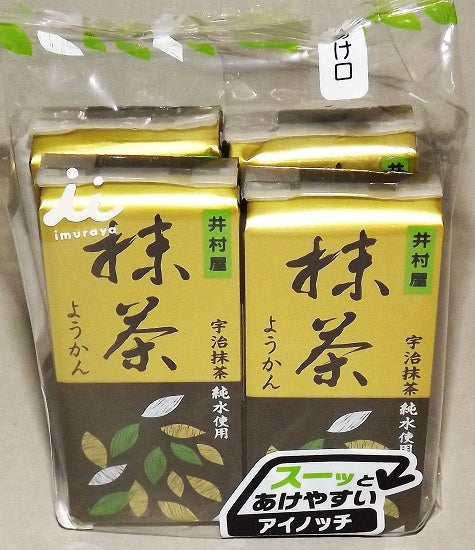 あけ口
imuraya
井村屋
抹茶
ようかん
宇治抹茶
純水使用
井村屋
抹茶
ようかん
宇治抹茶
純水使用
スーッと
あけやすい
アイノッチ